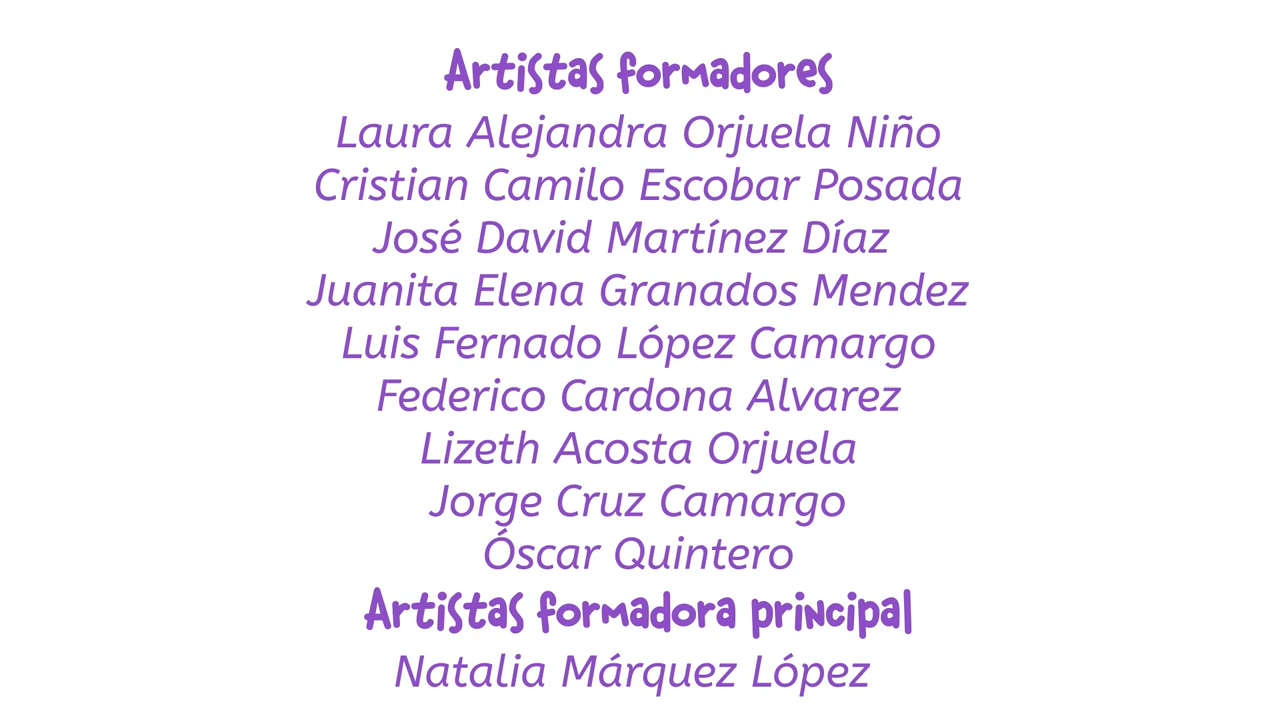 Artistas formadores
Laura Alejandra Orjuela Niño
Cristian Camilo Escobar Posada
José David Martínez Díaz
Juanita Elena Granados Mendez
Luis Fernado López Camargo
Federico Cardona Alvarez
Lizeth Acosta Orjuela
Jorge Cruz Camargo
Óscar Quintero
Artistas formadora principal
Natalia Márquez López